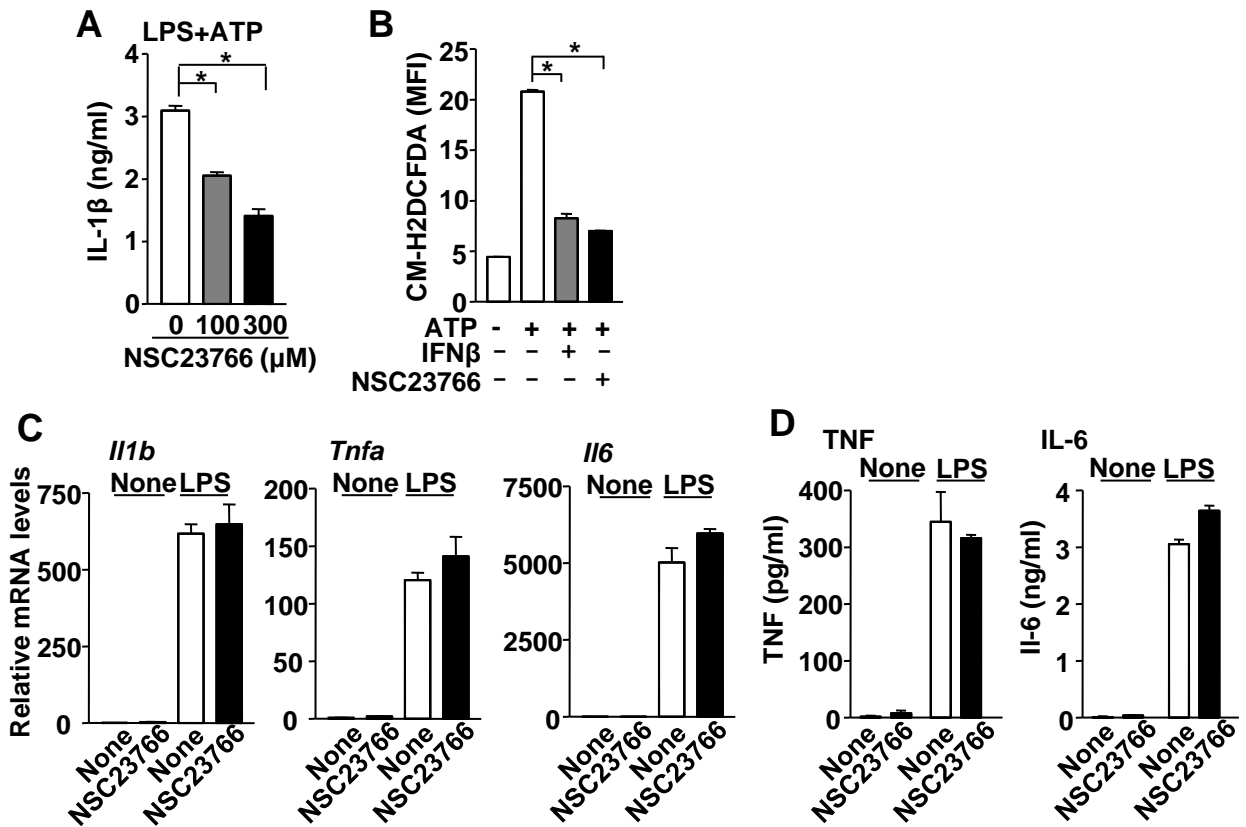 A
LPS+ATP
IL-1β (ng/ml)
4
3
2
1
0
*
*
0 100 300
NSC23766 (µM)
B
CM-H2DCFDA (MFI)
25
20
15
10
5
0
*
*
ATP - + + +
IFNβ – – + –
NSC23766 – – – +
C
Relative mRNA levels
Il1b
None LPS
750
500
250
0
None
NSC23766
None
NSC23766
Tnfa
None LPS
200
150
100
50
0
None
NSC23766
None
NSC23766
Il6
None LPS
7500
5000
2500
0
None
NSC23766
None
NSC23766
D
TNF
None LPS
TNF (pg/ml)
400
300
200
100
0
None
NSC23766
None
NSC23766
IL-6
None LPS
Il-6 (ng/ml)
4
3
2
1
0
None
NSC23766
None
NSC23766